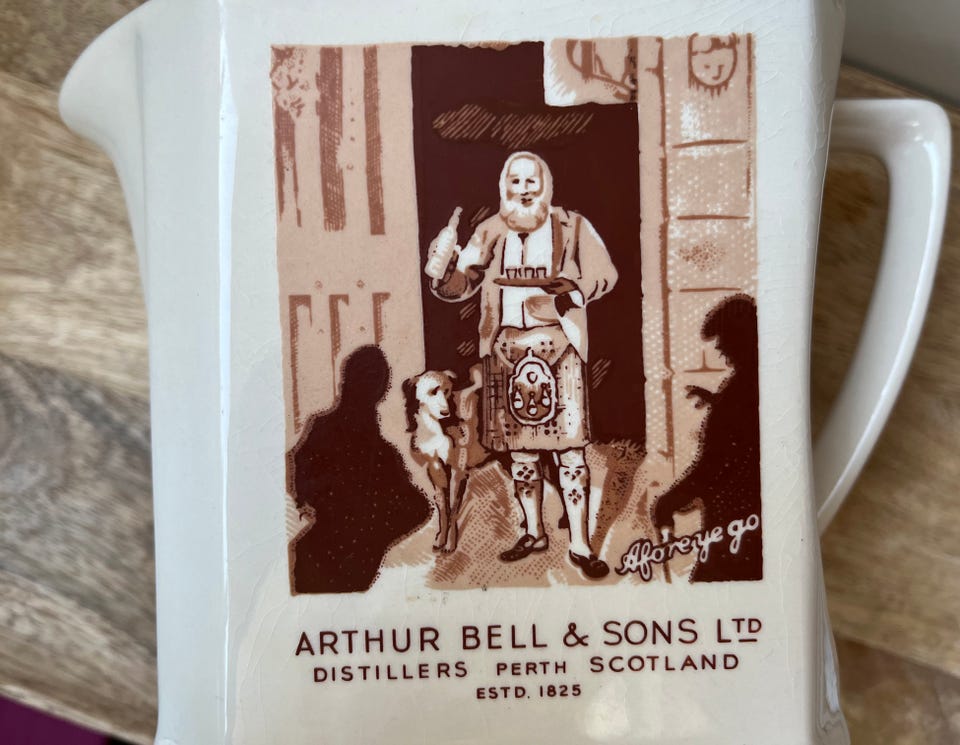 Afore ye go
ARTHUR BELL & SONS LTD
DISTILLERS PERTH SCOTLAND
ESTD. 1825